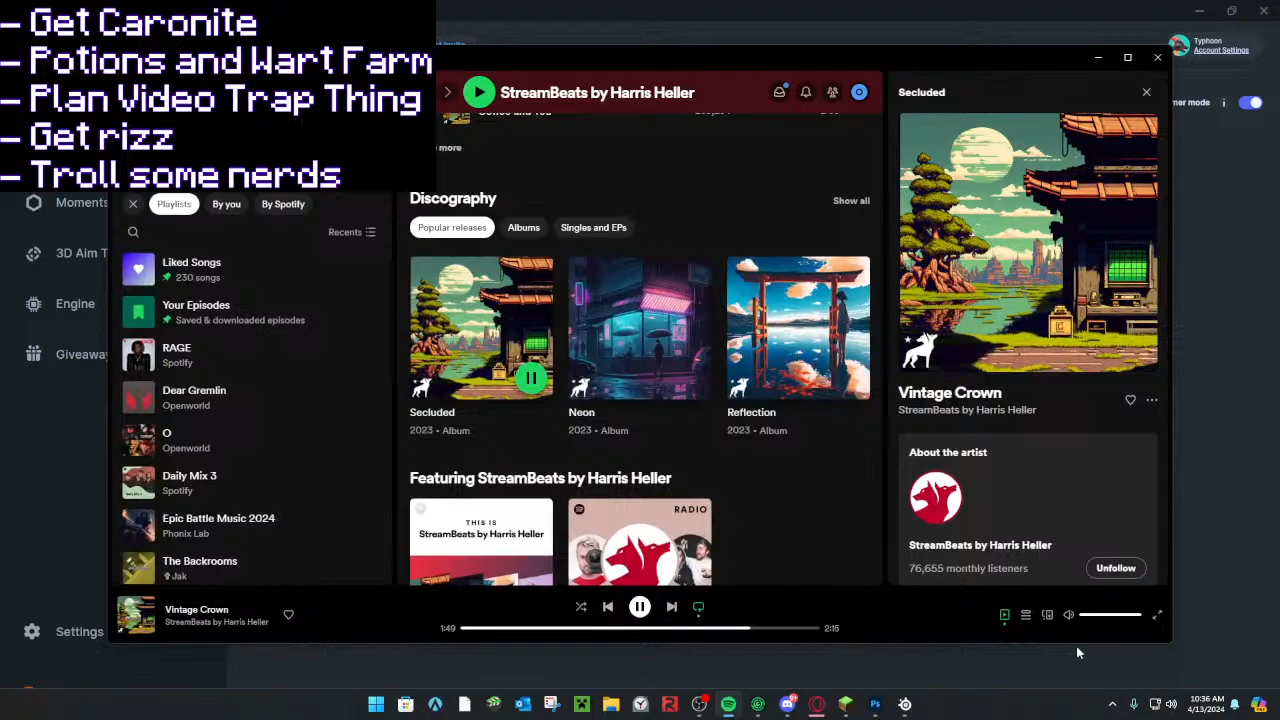 - Get Caronite
- Potions and Wart Farm
- Plan Video Trap Thing
- Get rizz
- Troll some nerds
Typhoon
Account Settings
mer mode
Moments
3D Aim T
Engine
Giveaway
Settings
StreamBeats by Harris Heller
more
Discography
Show all
Popular releases
Albums
Singles and EPs
Secluded
2023 • Album
Neon
2023 • Album
Reflection
2023 • Album
Featuring StreamBeats by Harris Heller
THIS IS
StreamBeats by Harris Heller
RADIO
Playlists
By you
By Spotify
Recents
Liked Songs
230 songs
Your Episodes
Saved & downloaded episodes
RAGE
Spotify
Dear Gremlin
Openworld
O
Openworld
Daily Mix 3
Spotify
Epic Battle Music 2024
Phonix Lab
The Backrooms
Jak
Secluded
Vintage Crown
StreamBeats by Harris Heller
About the artist
StreamBeats by Harris Heller
76,655 monthly listeners
Unfollow
Vintage Crown
StreamBeats by Harris Heller
1:49
2:15
10:36 AM
4/13/2024